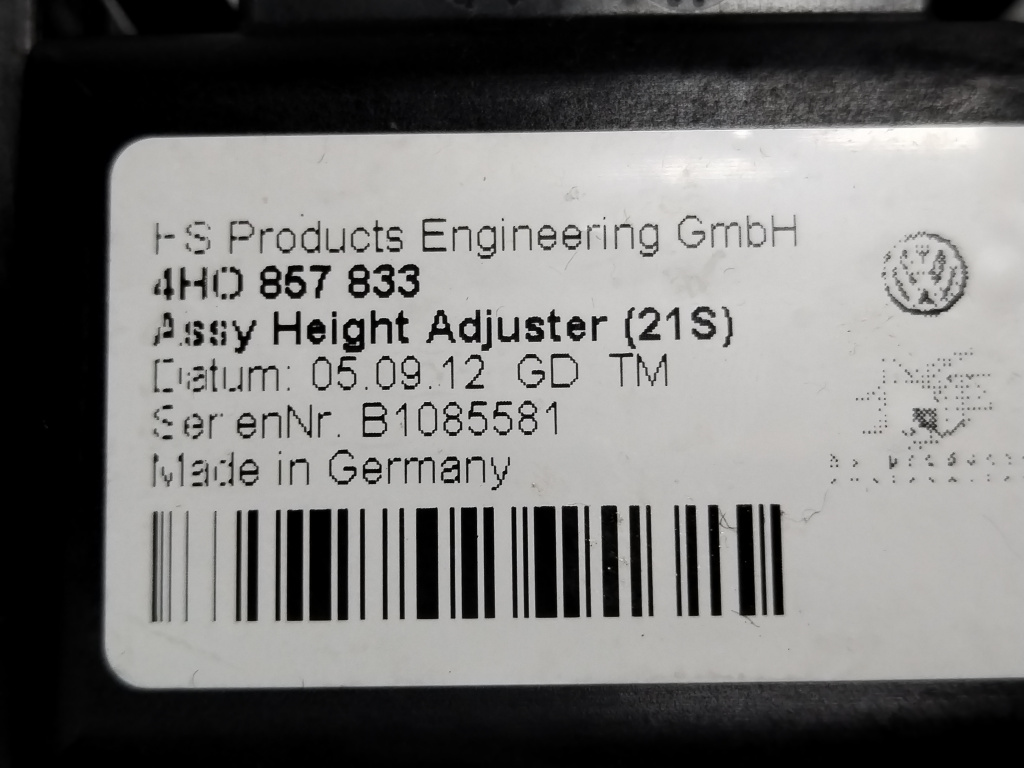 HS Products Engineering GmbH
4H0 857 833
Assy Height Adjuster (21S)
Datum: 05.09.12 GD TM
SerienNr. B1085581
Made in Germany